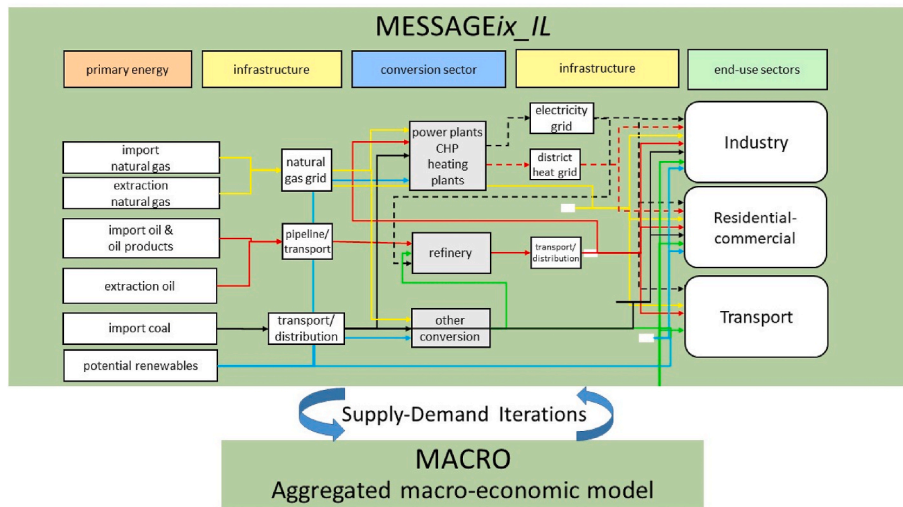 MESSAGEix_IL
primary energy
infrastructure
conversion sector
infrastructure
end-use sectors
import
natural gas
extraction
natural gas
import oil &
oil products
extraction oil
import coal
potential renewables
natural
gas grid
pipeline/
transport
transport/
distribution
power plants
CHP
heating
plants
refinery
other
conversion
electricity
grid
district
heat grid
transport/
distribution
Industry
Residential-
commercial
Transport
Supply-Demand Iterations
MACRO
Aggregated macro-economic model